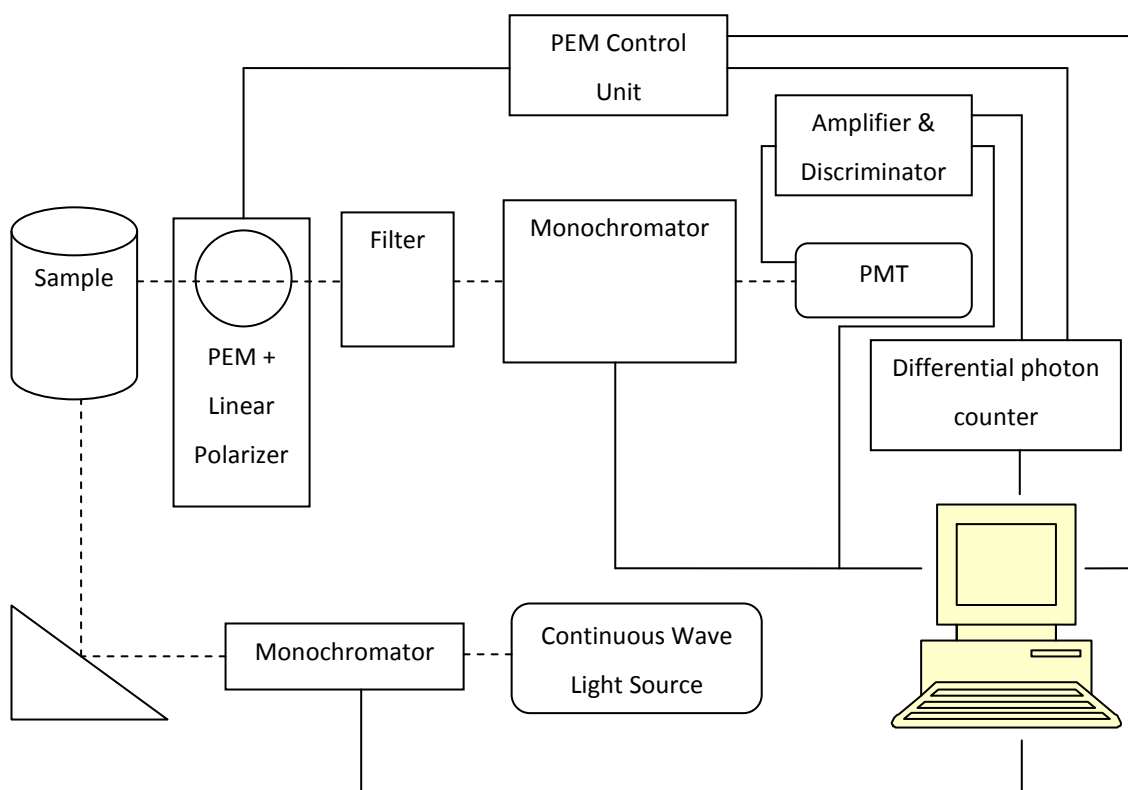 PEM Control
Unit
Amplifier &
Discriminator
Sample
PEM +
Linear
Polarizer
Filter
Monochromator
PMT
Differential photon
counter
Monochromator
Continuous Wave
Light Source